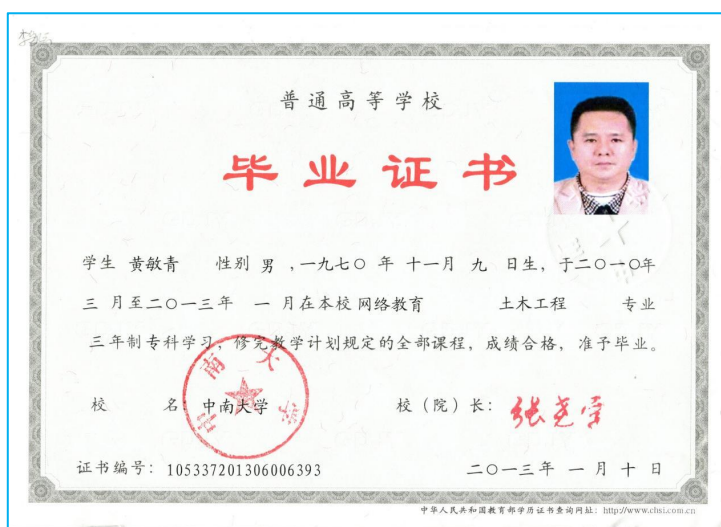 普通高等学校
毕业证书
学生 黄敏青 性别 男 ,一九七〇 年 十一月 九 日生, 于二〇一〇年
三 月至二〇一三年 一 月在本校 网络教育 土木工程 专业
三年制专科学习, 修完教学计划规定的全部课程, 成绩合格, 准予毕业。
中南大学
校 名: 中南大学 校(院)长: 张尧学
证书编号: 105337201306006393 二〇一三年 一 月 十 日
中华人民共和国教育部学历证书查询网址: http://www.chsi.com.cn